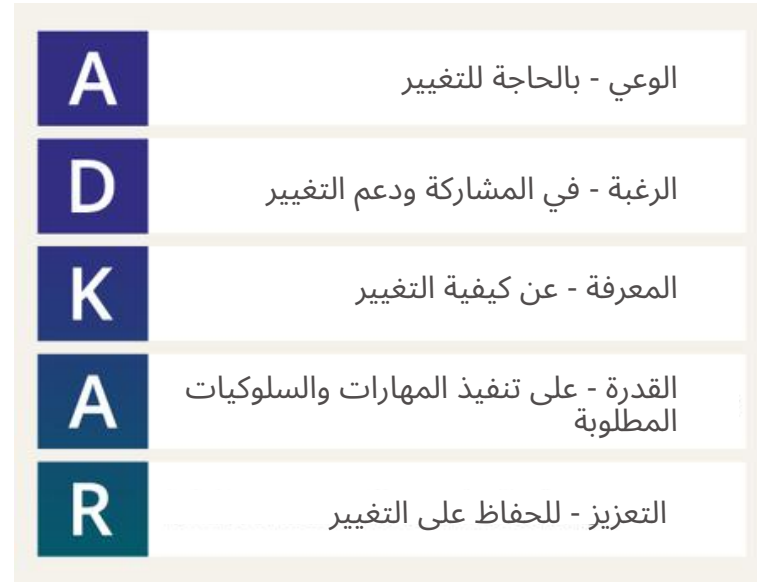 A
الوعي - بالحاجة للتغيير
D
الرغبة - في المشاركة ودعم التغيير
K
المعرفة - عن كيفية التغيير
A
القدرة - على تنفيذ المهارات والسلوكيات
المطلوبة
R
التعزيز - للحفاظ على التغيير